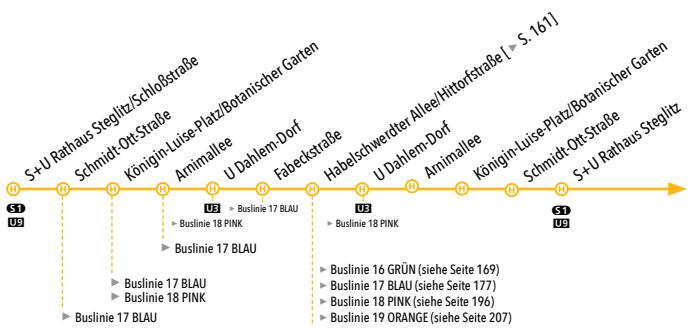 S+U Rathaus Steglitz/Schloßstraße
Schmidt-Ott-Straße
Königin-Luise-Platz/Botanischer Garten
Arnimallee
U Dahlem-Dorf
Fabeckstraße
Habelschwerdter Allee/Hittorfstraße [ ► S. 161]
U Dahlem-Dorf
Arnimallee
Königin-Luise-Platz/Botanischer Garten
Schmidt-Ott-Straße
S+U Rathaus Steglitz
H H H H H H H H H H H H
S1
U9
U3
► Buslinie 17 BLAU
U3
S1
U9
► Buslinie 18 PINK
► Buslinie 18 PINK
► Buslinie 17 BLAU
► Buslinie 17 BLAU
► Buslinie 18 PINK
► Buslinie 17 BLAU
► Buslinie 16 GRÜN (siehe Seite 169)
► Buslinie 17 BLAU (siehe Seite 177)
► Buslinie 18 PINK (siehe Seite 196)
► Buslinie 19 ORANGE (siehe Seite 207)